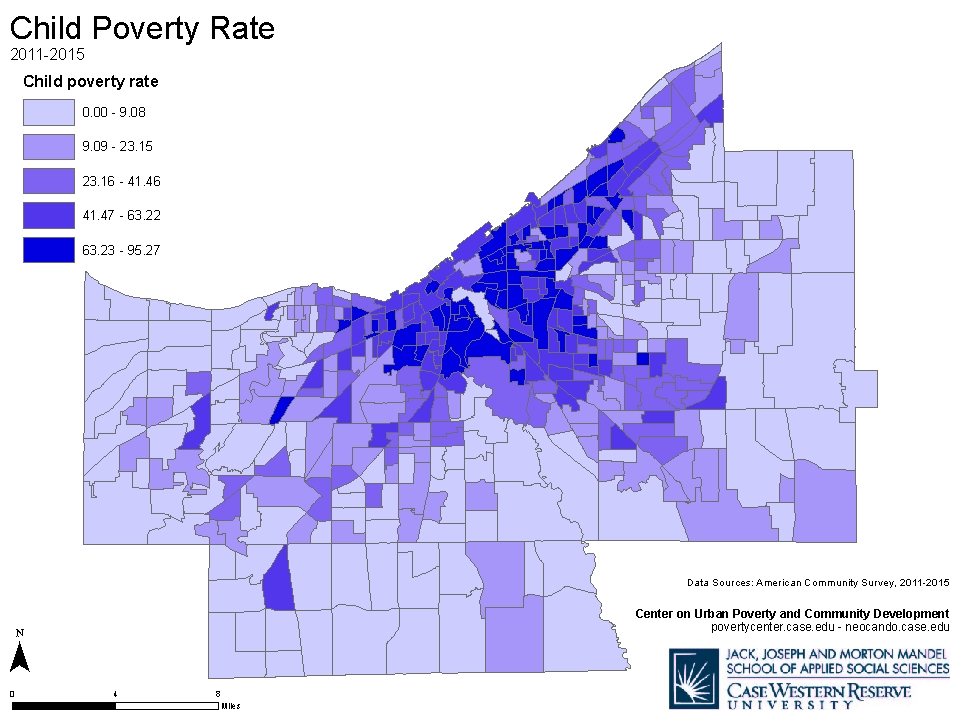 Child Poverty Rate
2011-2015
Child poverty rate
0.00 - 9.08
9.09 - 23.15
23.16 - 41.46
41.47 - 63.22
63.23 - 95.27
Data Sources: American Community Survey, 2011-2015
Center on Urban Poverty and Community Development
povertycenter.case.edu - neocando.case.edu
N
0 4 8
Miles
JACK, JOSEPH AND MORTON MANDEL
SCHOOL OF APPLIED SOCIAL SCIENCES
CASE WESTERN RESERVE
UNIVERSITY